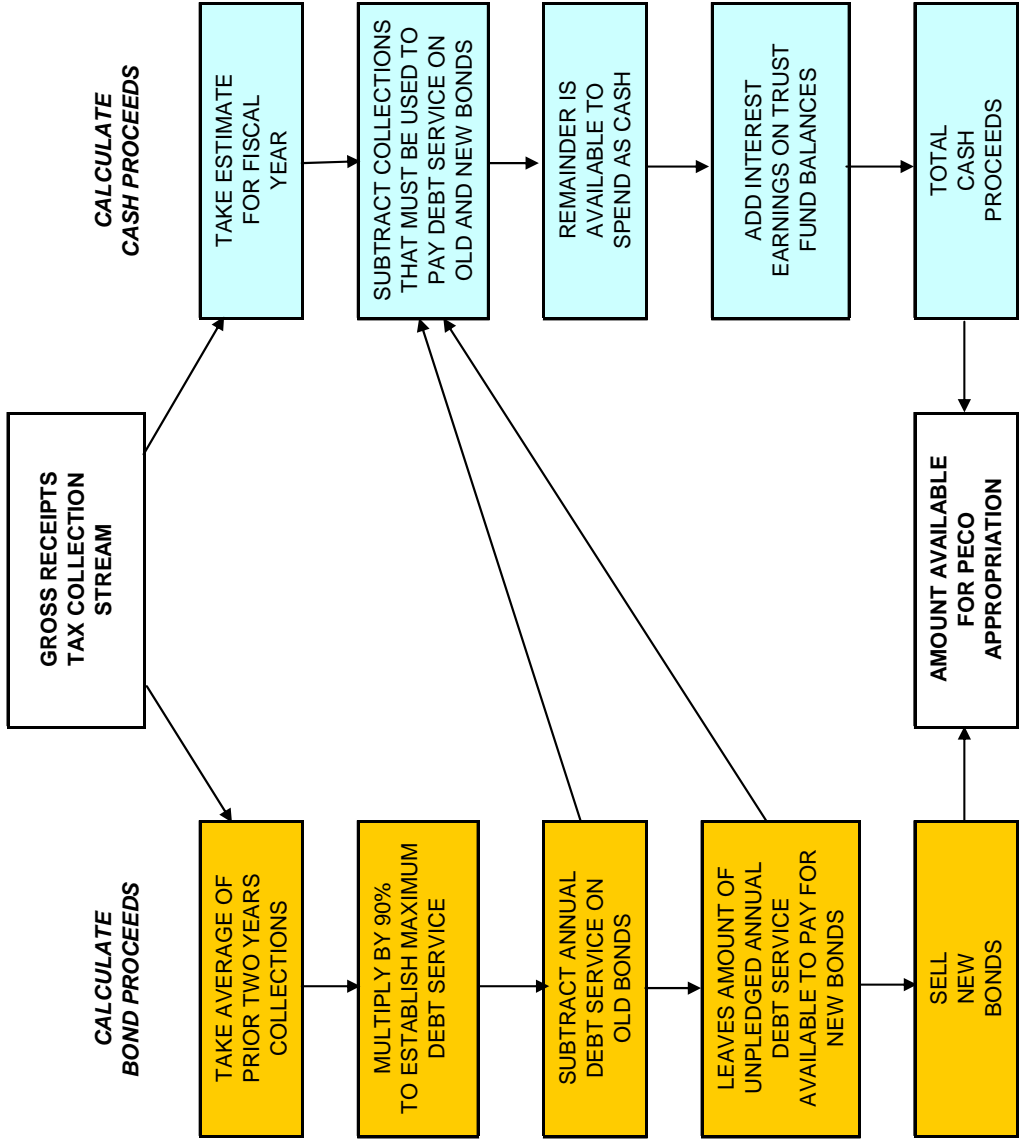 GROSS RECEIPTS
TAX COLLECTION
STREAM
CALCULATE
BOND PROCEEDS
TAKE AVERAGE OF
PRIOR TWO YEARS
COLLECTIONS
MULTIPLY BY 90%
TO ESTABLISH MAXIMUM
DEBT SERVICE
SUBTRACT ANNUAL
DEBT SERVICE ON
OLD BONDS
LEAVES AMOUNT OF
UNPLEDGED ANNUAL
DEBT SERVICE
AVAILABLE TO PAY FOR
NEW BONDS
SELL
NEW
BONDS
CALCULATE
CASH PROCEEDS
TAKE ESTIMATE
FOR FISCAL
YEAR
SUBTRACT COLLECTIONS
THAT MUST BE USED TO
PAY DEBT SERVICE ON
OLD AND NEW BONDS
REMAINDER IS
AVAILABLE TO
SPEND AS CASH
ADD INTEREST
EARNINGS ON TRUST
FUND BALANCES
TOTAL
CASH
PROCEEDS
AMOUNT AVAILABLE
FOR PECO
APPROPRIATION